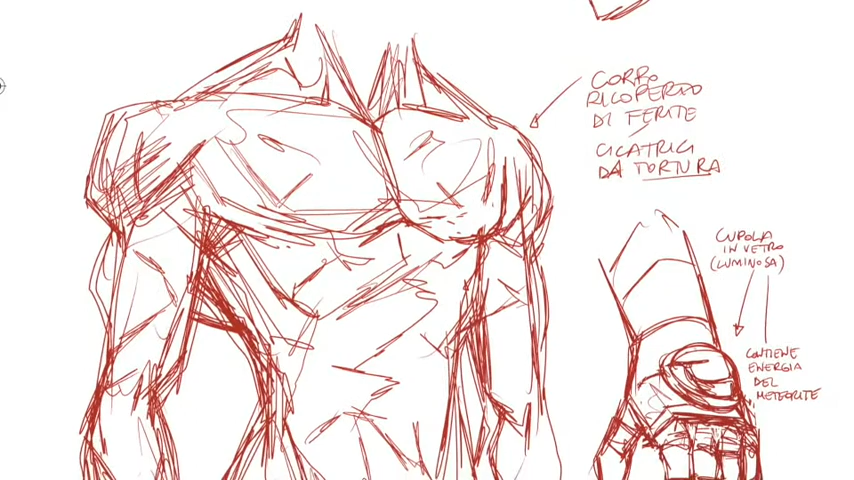 CORPO
RICOPERTO
DI FERITE
/
CICATRICI
DA TORTURA
CUPOLA
IN VETRO
(LUMINOSA)
CONTIENE
ENERGIA
DEL
METEORITE